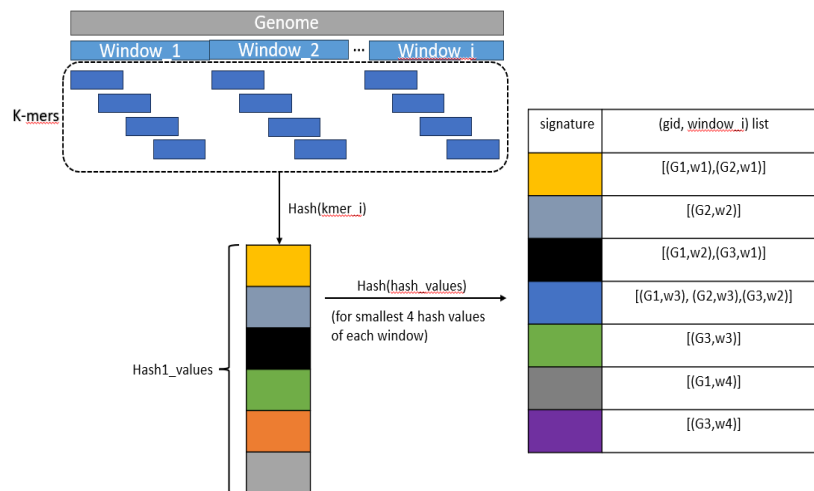 Genome
Window_1 Window_2 ... Window_i
K-mers
Hash(kmer_i)
Hash1_values
Hash(hash_values)
(for smallest 4 hash values
of each window)
signature (gid, window_i) list
[(G1,w1),(G2,w1)]
[(G2,w2)]
[(G1,w2),(G3,w1)]
[(G1,w3), (G2,w3),(G3,w2)]
[(G3,w3)]
[(G1,w4)]
[(G3,w4)]